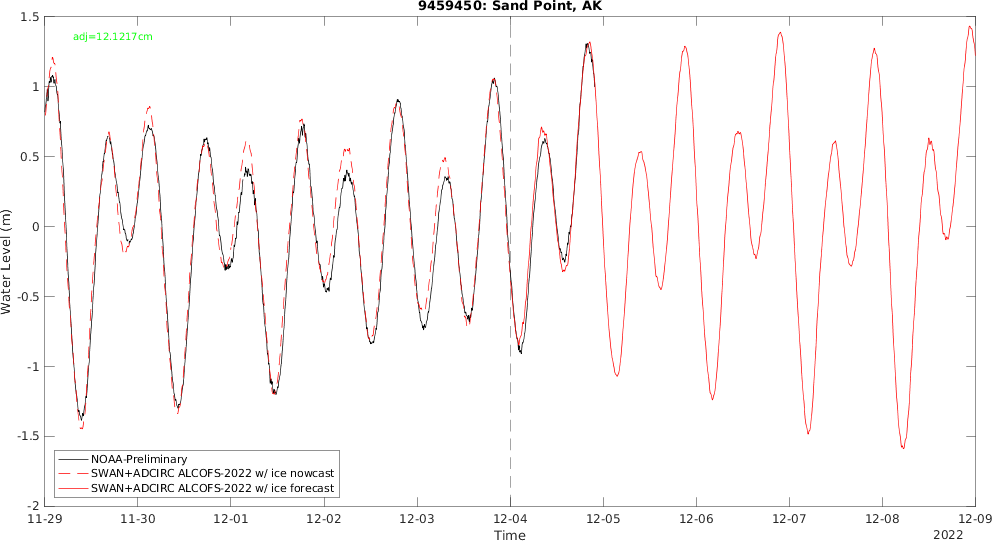 9459450: Sand Point, AK
adj=12.1217cm
Water Level (m)
1.5
1
0.5
0
-0.5
-1
-1.5
-2
NOAA-Preliminary
SWAN+ADCIRC ALCOFS-2022 w/ ice nowcast
SWAN+ADCIRC ALCOFS-2022 w/ ice forecast
11-29 11-30 12-01 12-02 12-03 12-04 12-05 12-06 12-07 12-08 12-09
Time
2022